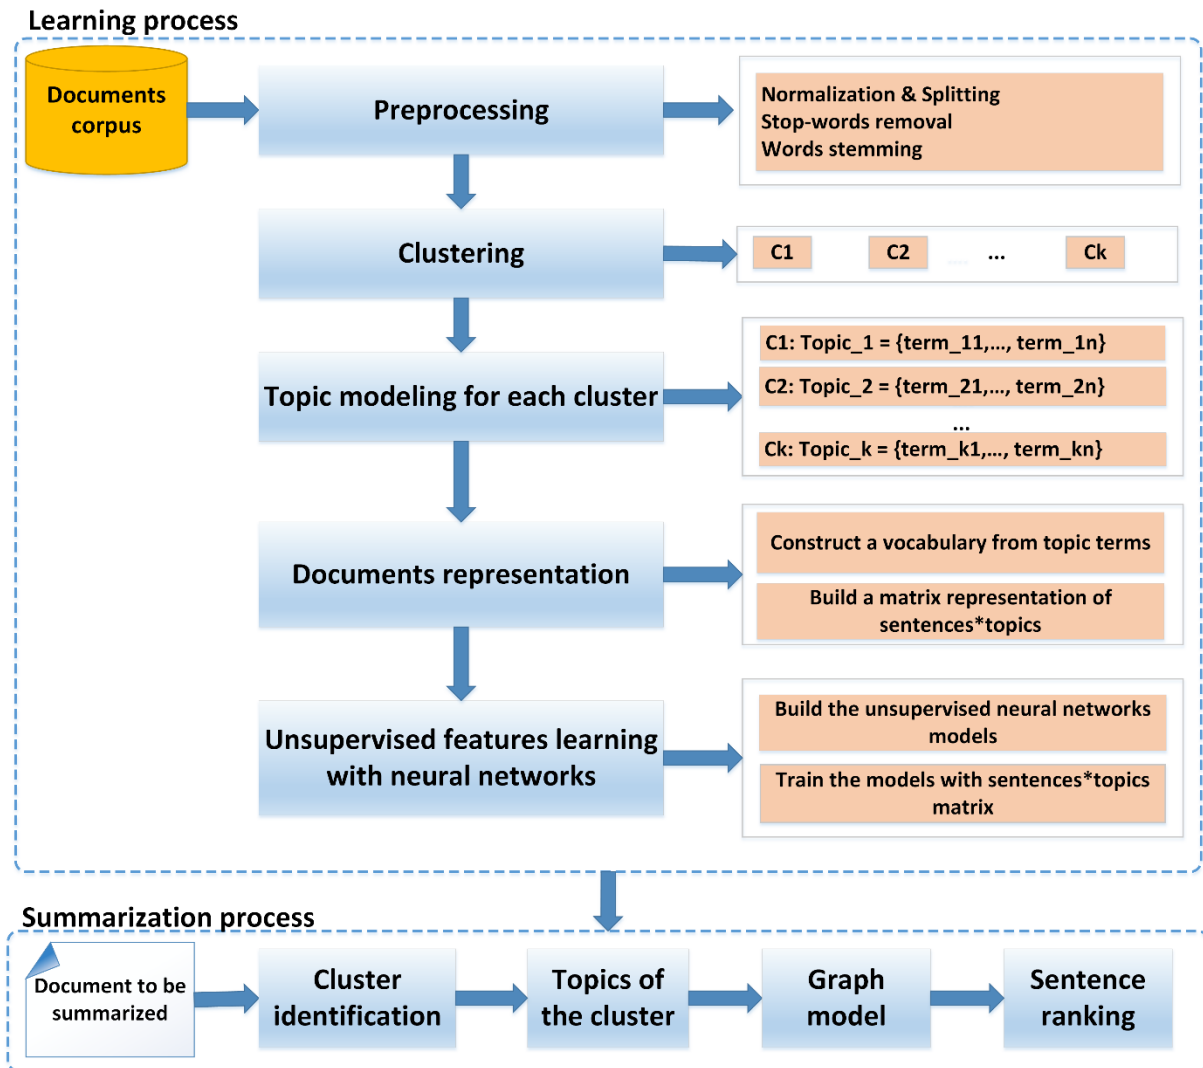 Learning process
Documents
corpus
Preprocessing
Normalization & Splitting
Stop-words removal
Words stemming
Clustering
C1
C2
...
Ck
Topic modeling for each cluster
C1: Topic_1 = {term_11,..., term_1n}
C2: Topic_2 = {term_21,..., term_2n}
...
Ck: Topic_k = {term_k1,..., term_kn}
Documents representation
Construct a vocabulary from topic terms
Build a matrix representation of
sentences*topics
Unsupervised features learning
with neural networks
Build the unsupervised neural networks
models
Train the models with sentences*topics
matrix
Summarization process
Document to be
summarized
Cluster
identification
Topics of
the cluster
Graph
model
Sentence
ranking